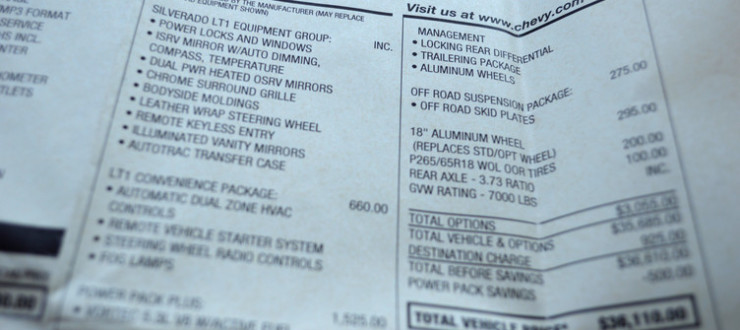 MP3 FORMAT
SERVICE
HS INCL.
NTER
OMETER
TLETS
BY THE MANUFACTURER (MAY REPLACE
EQUIPMENT SHOWN)
SILVERADO LT1 EQUIPMENT GROUP: INC.
• POWER LOCKS AND WINDOWS
• ISRV MIRROR W/AUTO DIMMING,
COMPASS, TEMPERATURE
• DUAL PWR HEATED OSRV MIRRORS
• CHROME SURROUND GRILLE
• BODYSIDE MOLDINGS
• LEATHER WRAP STEERING WHEEL
• REMOTE KEYLESS ENTRY
• ILLUMINATED VANITY MIRRORS
• AUTOTRAC TRANSFER CASE
LT1 CONVENIENCE PACKAGE: 660.00
• AUTOMATIC DUAL ZONE HVAC
CONTROLS
• REMOTE VEHICLE STARTER SYSTEM
• STEERING WHEEL RADIO CONTROLS
• FOG LAMPS
POWER PACK PLUS: 1,525.00
Visit us at www.chevy.com
MANAGEMENT
• LOCKING REAR DIFFERENTIAL
• TRAILERING PACKAGE
• ALUMINUM WHEELS
275.00
OFF ROAD SUSPENSION PACKAGE:
• OFF ROAD SKID PLATES
295.00
18" ALUMINUM WHEEL
(REPLACES STD/OPT WHEEL) 200.00
P265/65R18 WOL OOR TIRES 100.00
REAR AXLE - 3.73 RATIO INC.
GVW RATING - 7000 LBS
TOTAL OPTIONS $3,055.00
TOTAL VEHICLE & OPTIONS $35,685.00
DESTINATION CHARGE 925.00
TOTAL BEFORE SAVINGS $36,610.00
POWER PACK SAVINGS -500.00
TOTAL VEHICLE $36,110.00